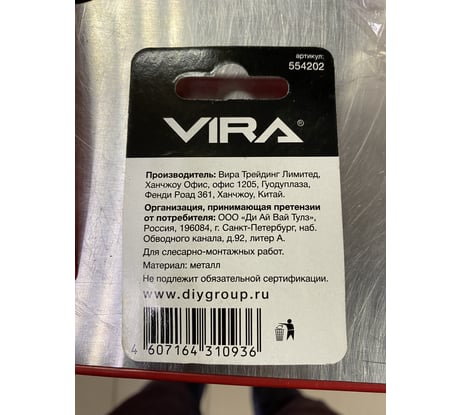 артикул:
554202
VIRA®
Производитель: Вира Трейдинг Лимитед,
Ханчжоу Офис, офис 1205, Гуодуплаза,
Фенди Роад 361, Ханчжоу, Китай.
Организация, принимающая претензии
от потребителя: ООО «Ди Ай Вай Тулз»,
Россия, 196084, г. Санкт-Петербург, наб.
Обводного канала, д.92, литер А.
Для слесарно-монтажных работ.
Материал: металл
Не подлежит обязательной сертификации.
www.diygroup.ru
4 607164 310936